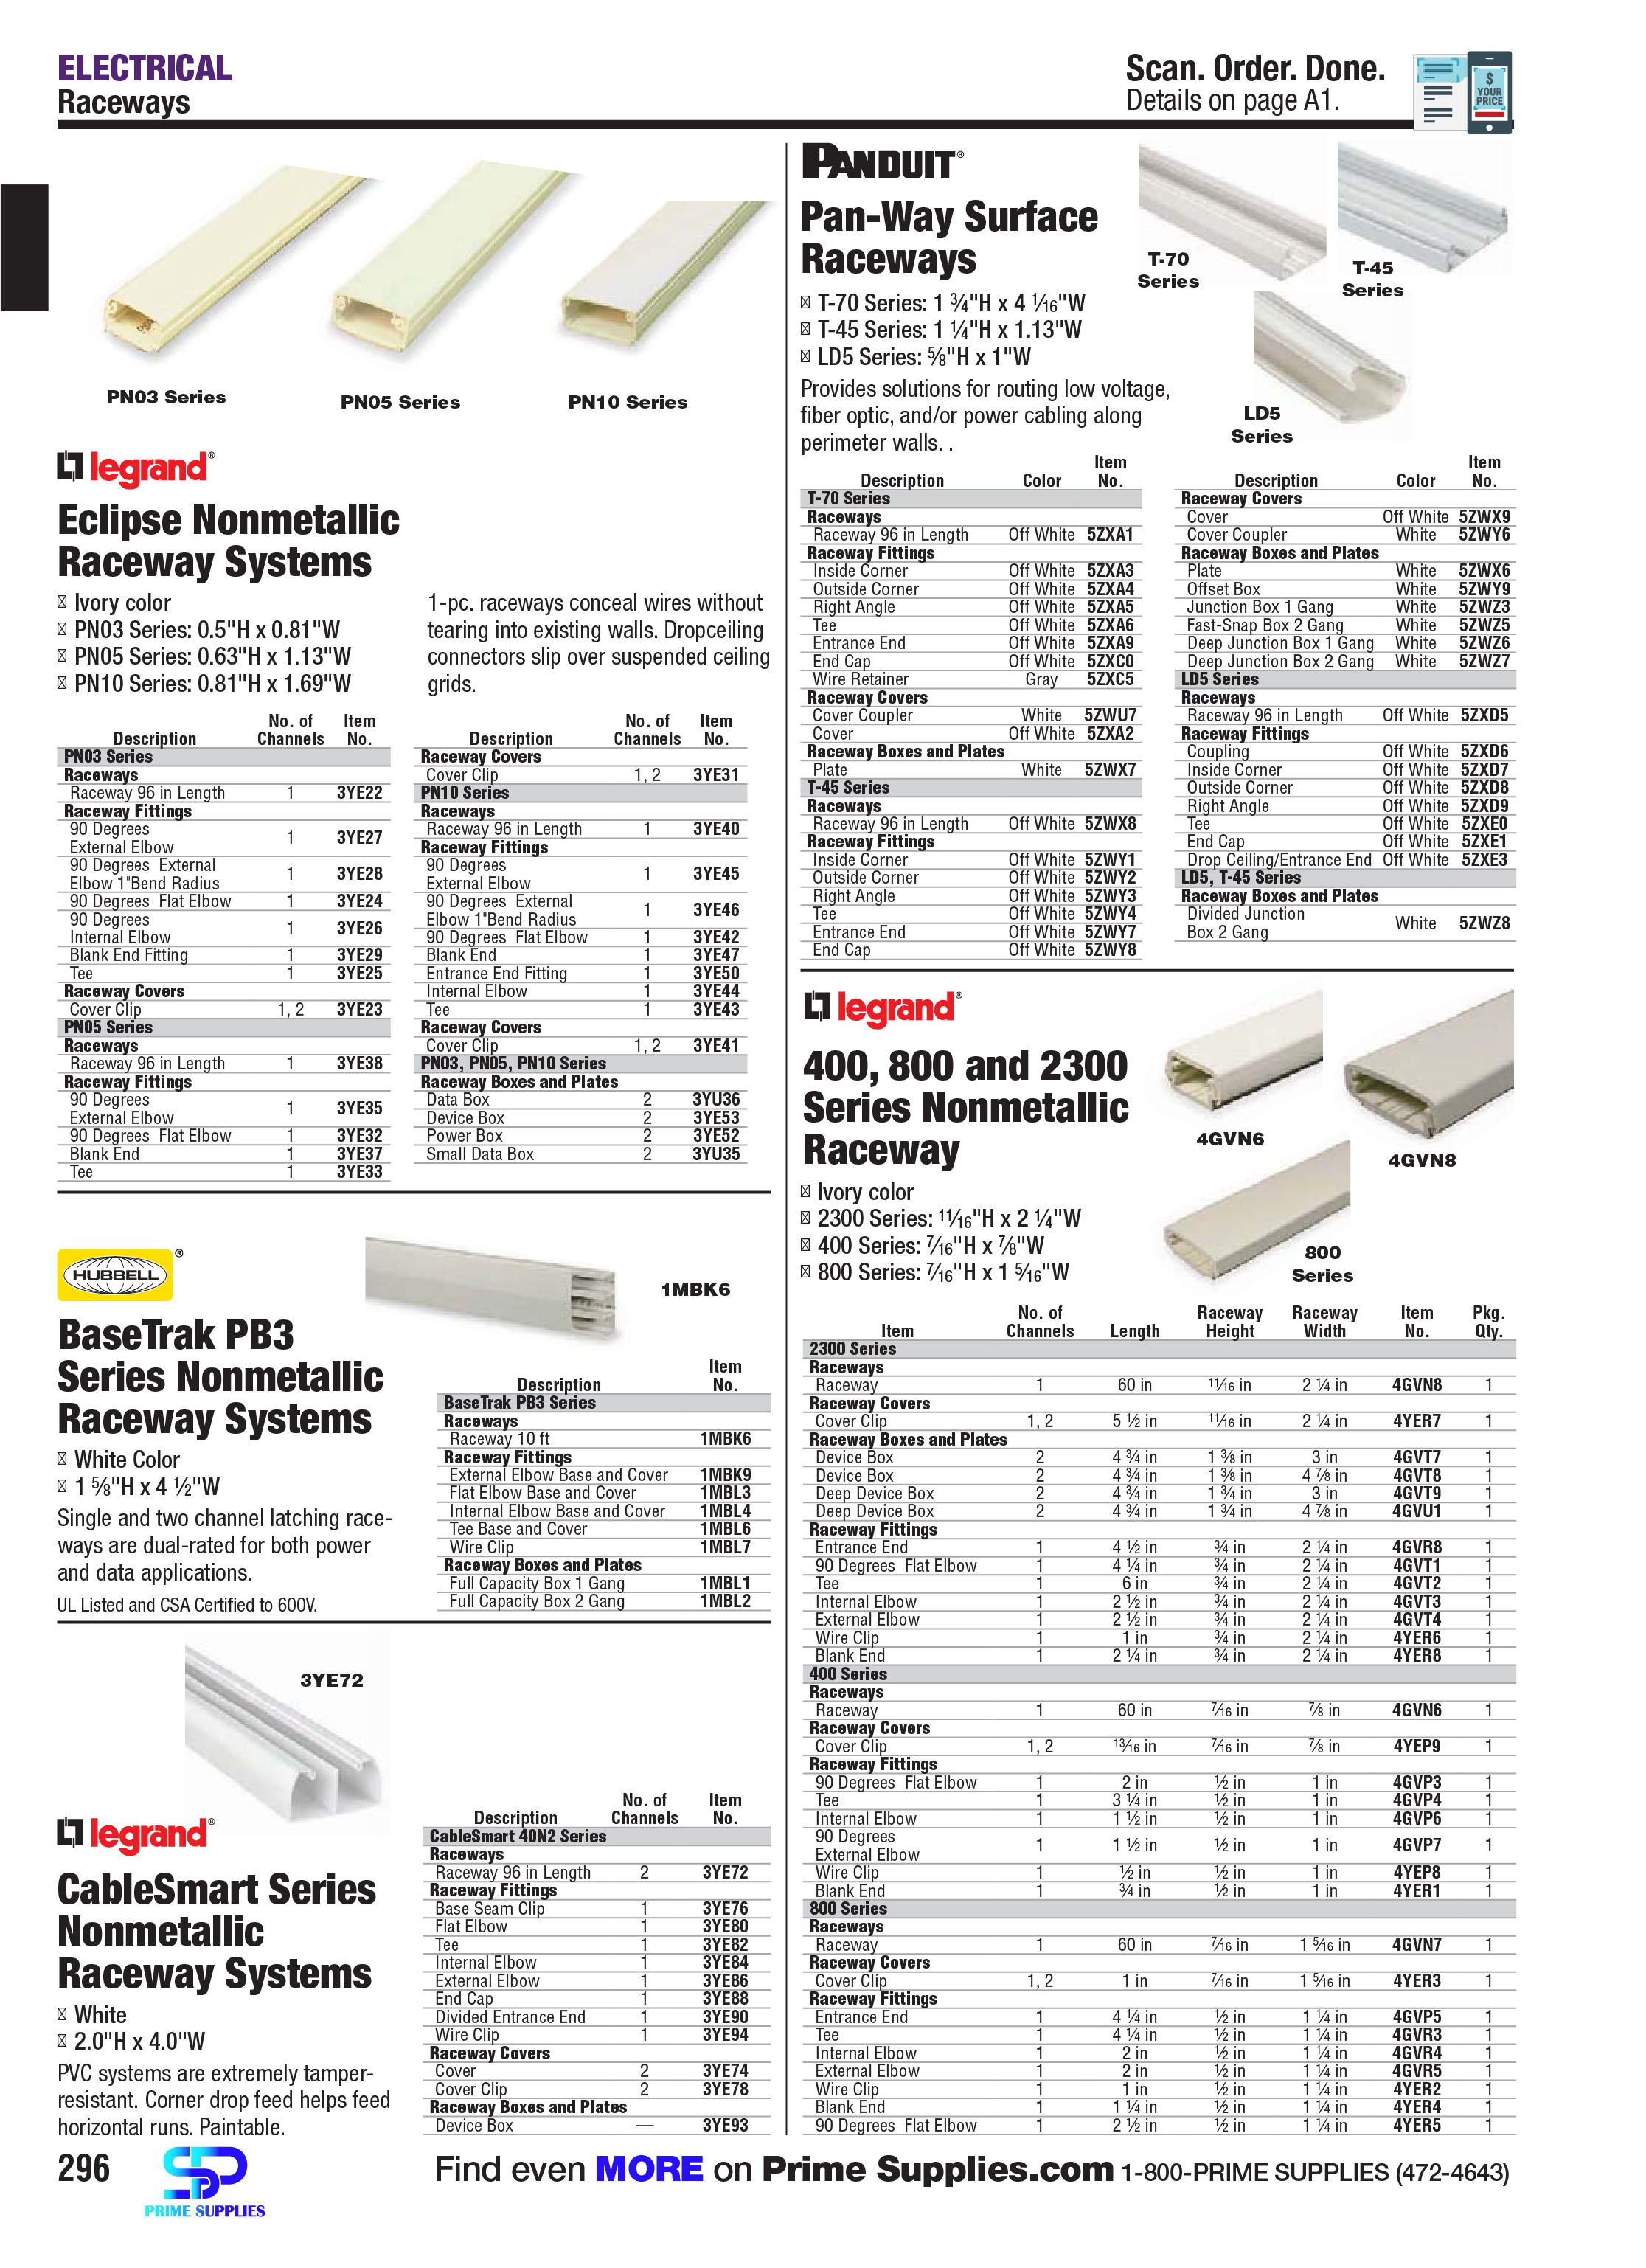 ELECTRICAL
Raceways
Scan. Order. Done.
Details on page A1.
$
YOUR
PRICE
PN03 Series
PN05 Series
PN10 Series
legrand®
Eclipse Nonmetallic
Raceway Systems
Ivory color
PN03 Series: 0.5"H x 0.81"W
PN05 Series: 0.63"H x 1.13"W
PN10 Series: 0.81"H x 1.69"W
1-pc. raceways conceal wires without
tearing into existing walls. Dropceiling
connectors slip over suspended ceiling
grids.
No. of Item
Description Channels No.
PN03 Series
Raceways
Raceway 96 in Length 1 3YE22
Raceway Fittings
90 Degrees
External Elbow 1 3YE27
90 Degrees External
Elbow 1"Bend Radius 1 3YE28
90 Degrees Flat Elbow 1 3YE24
90 Degrees
Internal Elbow 1 3YE26
Blank End Fitting 1 3YE29
Tee 1 3YE25
Raceway Covers
Cover Clip 1, 2 3YE23
PN05 Series
Raceways
Raceway 96 in Length 1 3YE38
Raceway Fittings
90 Degrees
External Elbow 1 3YE35
90 Degrees Flat Elbow 1 3YE32
Blank End 1 3YE37
Tee 1 3YE33
No. of Item
Description Channels No.
Raceway Covers
Cover Clip 1, 2 3YE31
PN10 Series
Raceways
Raceway 96 in Length 1 3YE40
Raceway Fittings
90 Degrees
External Elbow 1 3YE45
90 Degrees External
Elbow 1"Bend Radius 1 3YE46
90 Degrees Flat Elbow 1 3YE42
Blank End 1 3YE47
Entrance End Fitting 1 3YE50
Internal Elbow 1 3YE44
Tee 1 3YE43
Raceway Covers
Cover Clip 1, 2 3YE41
PN03, PN05, PN10 Series
Raceway Boxes and Plates
Data Box 2 3YU36
Device Box 2 3YE53
Power Box 2 3YE52
Small Data Box 2 3YU35
HUBBELL®
1MBK6
BaseTrak PB3
Series Nonmetallic
Raceway Systems
White Color
1 ⅝"H x 4 ½"W
Single and two channel latching race-
ways are dual-rated for both power
and data applications.
UL Listed and CSA Certified to 600V.
Item
Description No.
BaseTrak PB3 Series
Raceways
Raceway 10 ft 1MBK6
Raceway Fittings
External Elbow Base and Cover 1MBK9
Flat Elbow Base and Cover 1MBL3
Internal Elbow Base and Cover 1MBL4
Tee Base and Cover 1MBL6
Wire Clip 1MBL7
Raceway Boxes and Plates
Full Capacity Box 1 Gang 1MBL1
Full Capacity Box 2 Gang 1MBL2
3YE72
legrand®
CableSmart Series
Nonmetallic
Raceway Systems
White
2.0"H x 4.0"W
PVC systems are extremely tamper-
resistant. Corner drop feed helps feed
horizontal runs. Paintable.
No. of Item
Description Channels No.
CableSmart 40N2 Series
Raceways
Raceway 96 in Length 2 3YE72
Raceway Fittings
Base Seam Clip 1 3YE76
Flat Elbow 1 3YE80
Tee 1 3YE82
Internal Elbow 1 3YE84
External Elbow 1 3YE86
End Cap 1 3YE88
Divided Entrance End 1 3YE90
Wire Clip 1 3YE94
Raceway Covers
Cover 2 3YE74
Cover Clip 2 3YE78
Raceway Boxes and Plates
Device Box — 3YE93
PANDUIT®
Pan-Way Surface
Raceways
T-70 Series: 1 ¾"H x 4 1⁄16"W
T-45 Series: 1 ¼"H x 1.13"W
LD5 Series: ⅝"H x 1"W
Provides solutions for routing low voltage,
fiber optic, and/or power cabling along
perimeter walls. .
T-70
Series
T-45
Series
LD5
Series
Item
Description Color No.
T-70 Series
Raceways
Raceway 96 in Length Off White 5ZXA1
Raceway Fittings
Inside Corner Off White 5ZXA3
Outside Corner Off White 5ZXA4
Right Angle Off White 5ZXA5
Tee Off White 5ZXA6
Entrance End Off White 5ZXA9
End Cap Off White 5ZXC0
Wire Retainer Gray 5ZXC5
Raceway Covers
Cover Coupler White 5ZWU7
Cover Off White 5ZXA2
Raceway Boxes and Plates
Plate White 5ZWX7
T-45 Series
Raceways
Raceway 96 in Length Off White 5ZWX8
Raceway Fittings
Inside Corner Off White 5ZWY1
Outside Corner Off White 5ZWY2
Right Angle Off White 5ZWY3
Tee Off White 5ZWY4
Entrance End Off White 5ZWY7
End Cap Off White 5ZWY8
Item
Description Color No.
Raceway Covers
Cover Off White 5ZWX9
Cover Coupler White 5ZWY6
Raceway Boxes and Plates
Plate White 5ZWX6
Offset Box White 5ZWY9
Junction Box 1 Gang White 5ZWZ3
Fast-Snap Box 2 Gang White 5ZWZ5
Deep Junction Box 1 Gang White 5ZWZ6
Deep Junction Box 2 Gang White 5ZWZ7
LD5 Series
Raceways
Raceway 96 in Length Off White 5ZXD5
Raceway Fittings
Coupling Off White 5ZXD6
Inside Corner Off White 5ZXD7
Outside Corner Off White 5ZXD8
Right Angle Off White 5ZXD9
Tee Off White 5ZXE0
End Cap Off White 5ZXE1
Drop Ceiling/Entrance End Off White 5ZXE3
LD5, T-45 Series
Raceway Boxes and Plates
Divided Junction
Box 2 Gang White 5ZWZ8
legrand®
400, 800 and 2300
Series Nonmetallic
Raceway
Ivory color
2300 Series: 11⁄16"H x 2 ¼"W
400 Series: 7⁄16"H x ⅞"W
800 Series: 7⁄16"H x 1 5⁄16"W
4GVN6
4GVN8
800
Series
No. of Raceway Raceway Item Pkg.
Item Channels Length Height Width No. Qty.
2300 Series
Raceways
Raceway 1 60 in 11⁄16 in 2 ¼ in 4GVN8 1
Raceway Covers
Cover Clip 1, 2 5 ½ in 11⁄16 in 2 ¼ in 4YER7 1
Raceway Boxes and Plates
Device Box 2 4 ¾ in 1 ⅜ in 3 in 4GVT7 1
Device Box 2 4 ¾ in 1 ⅜ in 4 ⅞ in 4GVT8 1
Deep Device Box 2 4 ¾ in 1 ¾ in 3 in 4GVT9 1
Deep Device Box 2 4 ¾ in 1 ¾ in 4 ⅞ in 4GVU1 1
Raceway Fittings
Entrance End 1 4 ½ in ¾ in 2 ¼ in 4GVR8 1
90 Degrees Flat Elbow 1 4 ¼ in ¾ in 2 ¼ in 4GVT1 1
Tee 1 6 in ¾ in 2 ¼ in 4GVT2 1
Internal Elbow 1 2 ½ in ¾ in 2 ¼ in 4GVT3 1
External Elbow 1 2 ½ in ¾ in 2 ¼ in 4GVT4 1
Wire Clip 1 1 in ¾ in 2 ¼ in 4YER6 1
Blank End 1 2 ¼ in ¾ in 2 ¼ in 4YER8 1
400 Series
Raceways
Raceway 1 60 in 7⁄16 in ⅞ in 4GVN6 1
Raceway Covers
Cover Clip 1, 2 13⁄16 in 7⁄16 in ⅞ in 4YEP9 1
Raceway Fittings
90 Degrees Flat Elbow 1 2 in ½ in 1 in 4GVP3 1
Tee 1 3 ¼ in ½ in 1 in 4GVP4 1
Internal Elbow 1 1 ½ in ½ in 1 in 4GVP6 1
90 Degrees
External Elbow 1 1 ½ in ½ in 1 in 4GVP7 1
Wire Clip 1 ½ in ½ in 1 in 4YEP8 1
Blank End 1 ¾ in ½ in 1 in 4YER1 1
800 Series
Raceways
Raceway 1 60 in 7⁄16 in 1 5⁄16 in 4GVN7 1
Raceway Covers
Cover Clip 1, 2 1 in 7⁄16 in 1 5⁄16 in 4YER3 1
Raceway Fittings
Entrance End 1 4 ¼ in ½ in 1 ¼ in 4GVP5 1
Tee 1 4 ¼ in ½ in 1 ¼ in 4GVR3 1
Internal Elbow 1 2 in ½ in 1 ¼ in 4GVR4 1
External Elbow 1 2 in ½ in 1 ¼ in 4GVR5 1
Wire Clip 1 1 in ½ in 1 ¼ in 4YER2 1
Blank End 1 1 ¼ in ½ in 1 ¼ in 4YER4 1
90 Degrees Flat Elbow 1 2 ½ in ½ in 1 ¼ in 4YER5 1
296
PRIME SUPPLIES
Find even MORE on Prime Supplies.com 1-800-PRIME SUPPLIES (472-4643)